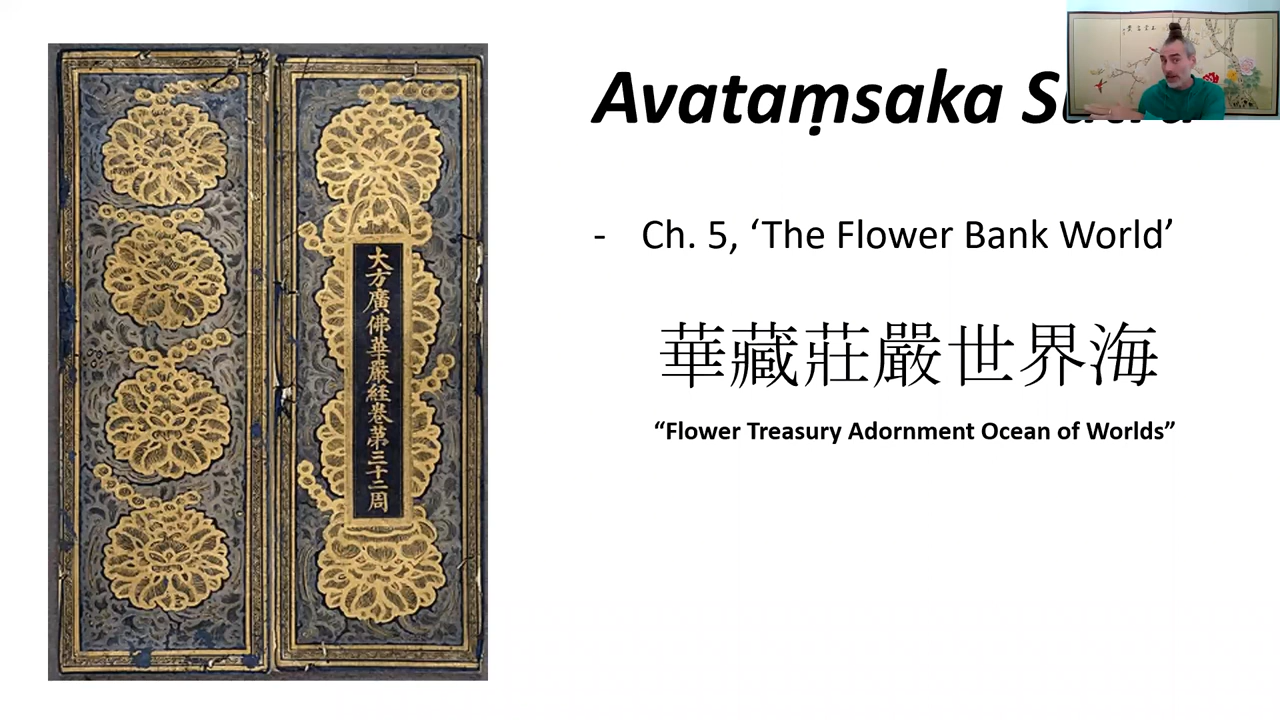 Avataṃsaka
- Ch. 5, ‘The Flower Bank World’
華藏莊嚴世界海
“Flower Treasury Adornment Ocean of Worlds”
大方廣佛華嚴経卷第三十二周